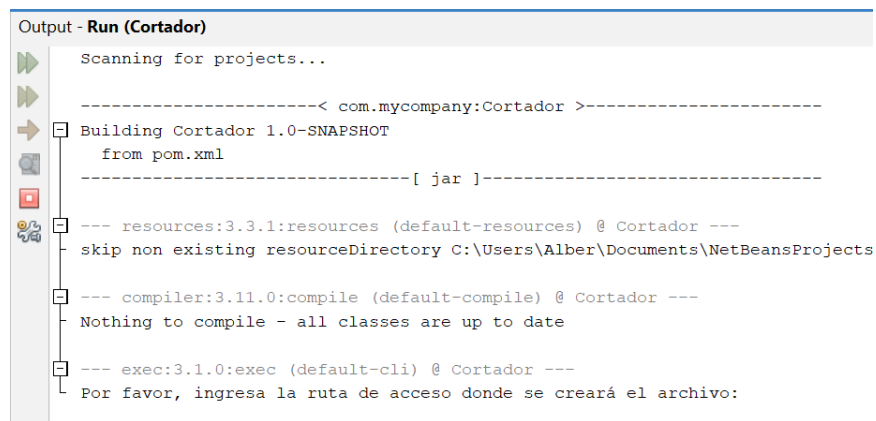 Output - Run (Cortador)
Scanning for projects...
-----------------------< com.mycompany:Cortador >-----------------------
Building Cortador 1.0-SNAPSHOT
from pom.xml
--------------------------------[ jar ]---------------------------------
--- resources:3.3.1:resources (default-resources) @ Cortador ---
skip non existing resourceDirectory C:\Users\Alber\Documents\NetBeansProjects
--- compiler:3.11.0:compile (default-compile) @ Cortador ---
Nothing to compile - all classes are up to date
--- exec:3.1.0:exec (default-cli) @ Cortador ---
Por favor, ingresa la ruta de acceso donde se creará el archivo: